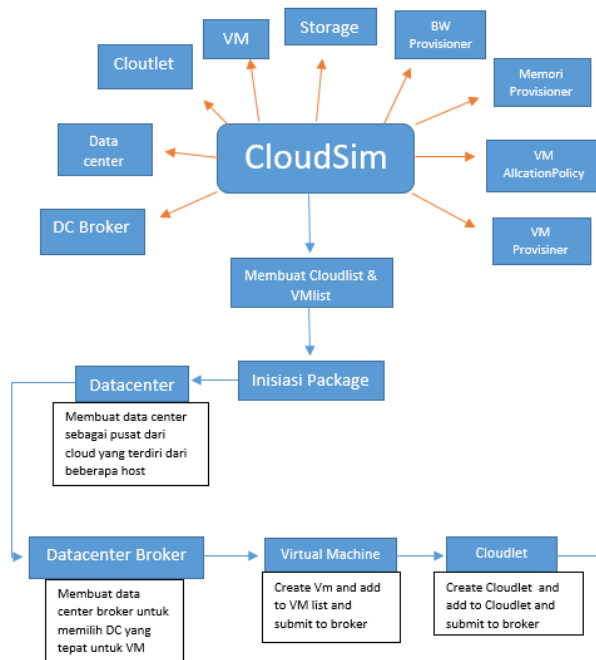 Storage
VM
BW
Provisioner
Cloutlet
Memori
Provisioner
CloudSim
Data
center
VM
AllcationPolicy
DC Broker
VM
Provisiner
Membuat Cloudlist &
VMlist
Inisiasi Package
Datacenter
Membuat data center
sebagai pusat dari
cloud yang terdiri dari
beberapa host
Datacenter Broker
Membuat data
center broker untuk
memilih DC yang
tepat untuk VM
Virtual Machine
Create Vm and add
to VM list and
submit to broker
Cloudlet
Create Cloudlet and
add to Cloudlet and
submit to broker